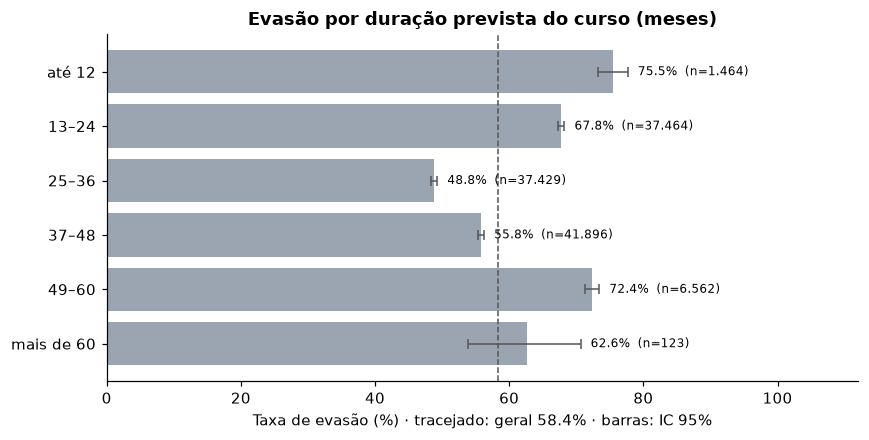 Evasão por duração prevista do curso (meses)
até 12
75.5% (n=1.464)
13–24
67.8% (n=37.464)
25–36
48.8% (n=37.429)
37–48
55.8% (n=41.896)
49–60
72.4% (n=6.562)
mais de 60
62.6% (n=123)
0 20 40 60 80 100
Taxa de evasão (%) · tracejado: geral 58.4% · barras: IC 95%